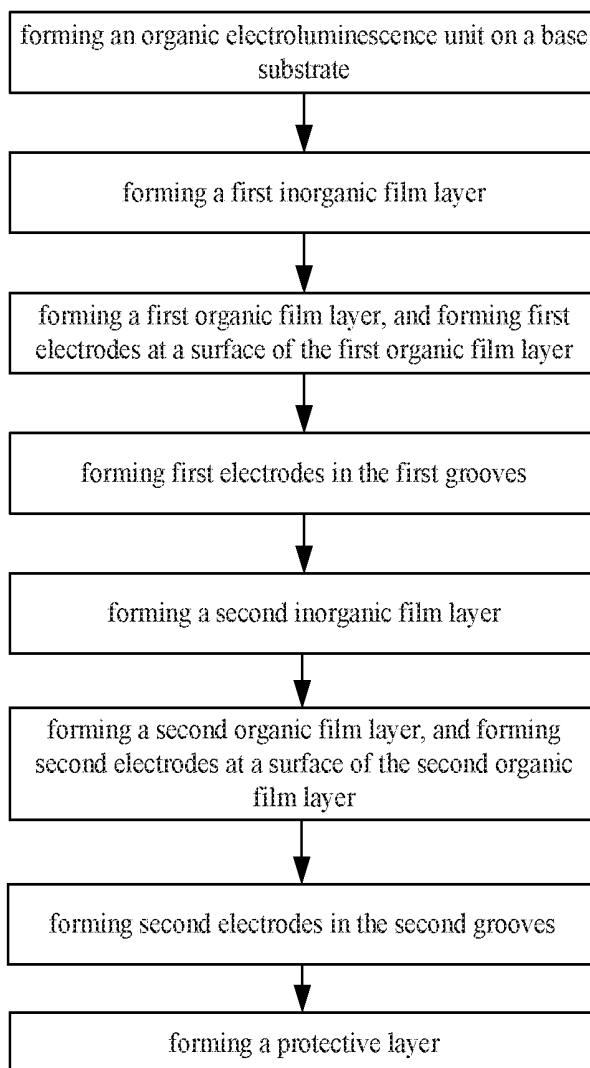 forming an organic electroluminescence unit on a base
substrate
forming a first inorganic film layer
forming a first organic film layer, and forming first
electrodes at a surface of the first organic film layer
forming first electrodes in the first grooves
forming a second inorganic film layer
forming a second organic film layer, and forming
second electrodes at a surface of the second organic
film layer
forming second electrodes in the second grooves
forming a protective layer